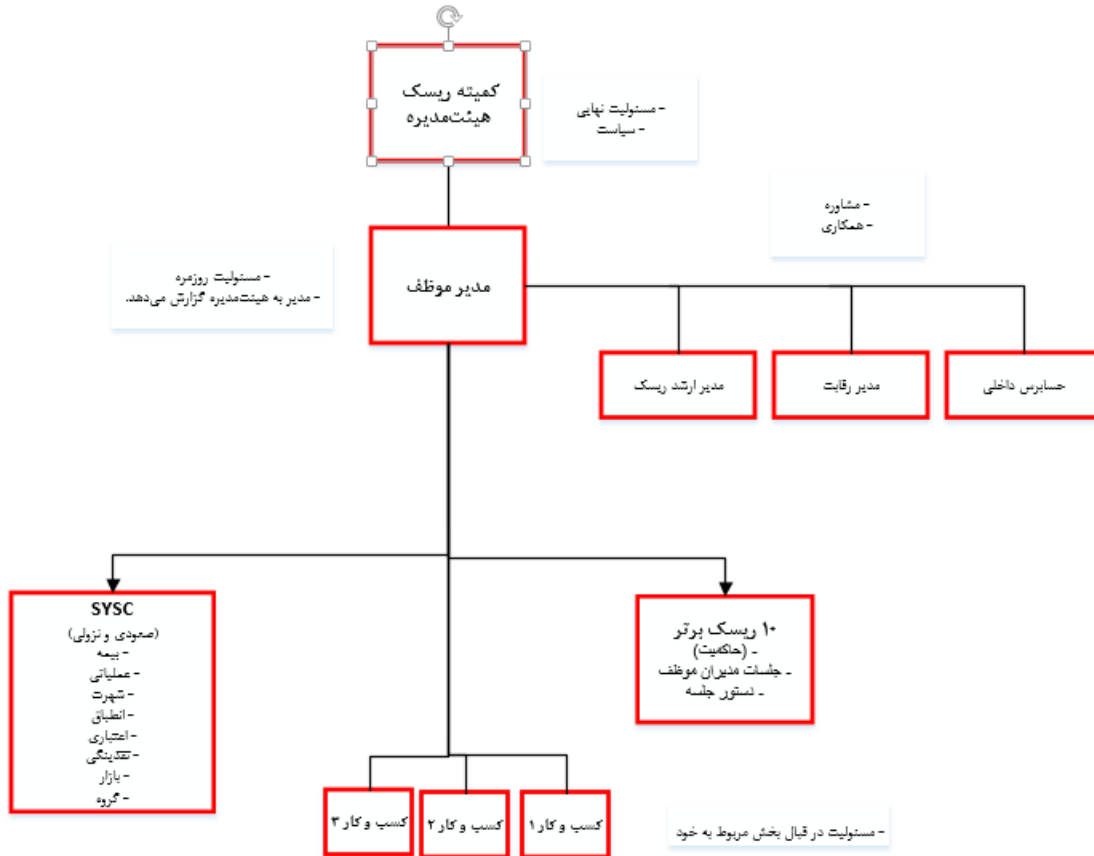 کمیته ریسک
هیئت‌مدیره
- مسئولیت نهایی
- سیاست
- مشاوره
- همکاری
مدیر موظف
- مسئولیت روزمره
- مدیر به هیئت‌مدیره گزارش می‌دهد.
حسابرس داخلی
مدیر رقابت
مدیر ارشد ریسک
۱۰ ریسک برتر
- (حاکمیت)
- جلسات مدیران موظف
- دستور جلسه
SYSC
(صعودی و نزولی)
- بیمه
- عملیاتی
- شهرت
- انطباق
- اعتباری
- نقدینگی
- بازار
- گروه
کسب و کار ۱
کسب و کار ۲
کسب و کار ۳
- مسئولیت در قبال بخش مربوط به خود